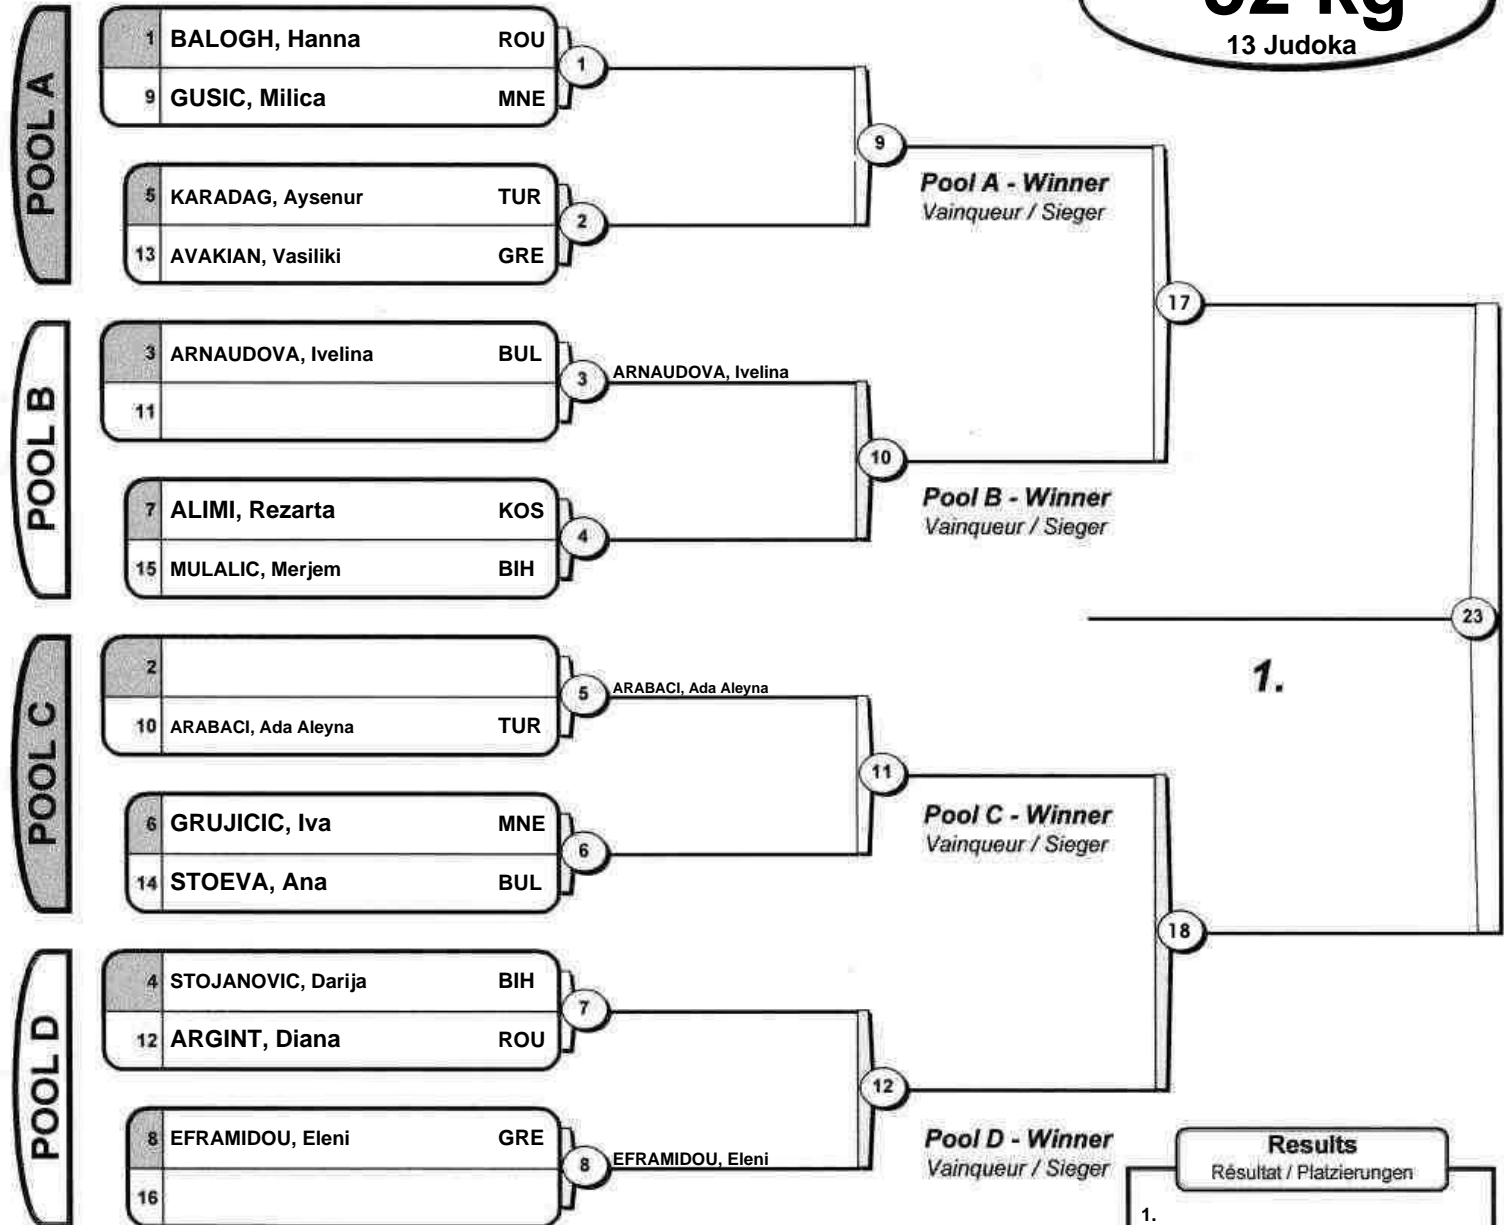 13 Judoka
POOL A
1 BALOGH, Hanna ROU
9 GUSIC, Milica MNE
1
5 KARADAG, Aysenur TUR
13 AVAKIAN, Vasiliki GRE
2
9
Pool A - Winner
Vainqueur / Sieger
POOL B
3 ARNAUDOVA, Ivelina BUL
11
3
ARNAUDOVA, Ivelina
7 ALIMI, Rezarta KOS
15 MULALIC, Merjem BIH
4
10
Pool B - Winner
Vainqueur / Sieger
17
POOL C
2
10 ARABACI, Ada Aleyna TUR
5
ARABACI, Ada Aleyna
6 GRUJICIC, Iva MNE
14 STOEVA, Ana BUL
6
11
Pool C - Winner
Vainqueur / Sieger
23
1.
POOL D
4 STOJANOVIC, Darija BIH
12 ARGINT, Diana ROU
7
8 EFRAMIDOU, Eleni GRE
16
8
EFRAMIDOU, Eleni
12
Pool D - Winner
Vainqueur / Sieger
18
Results
Résultat / Platzierungen
1.